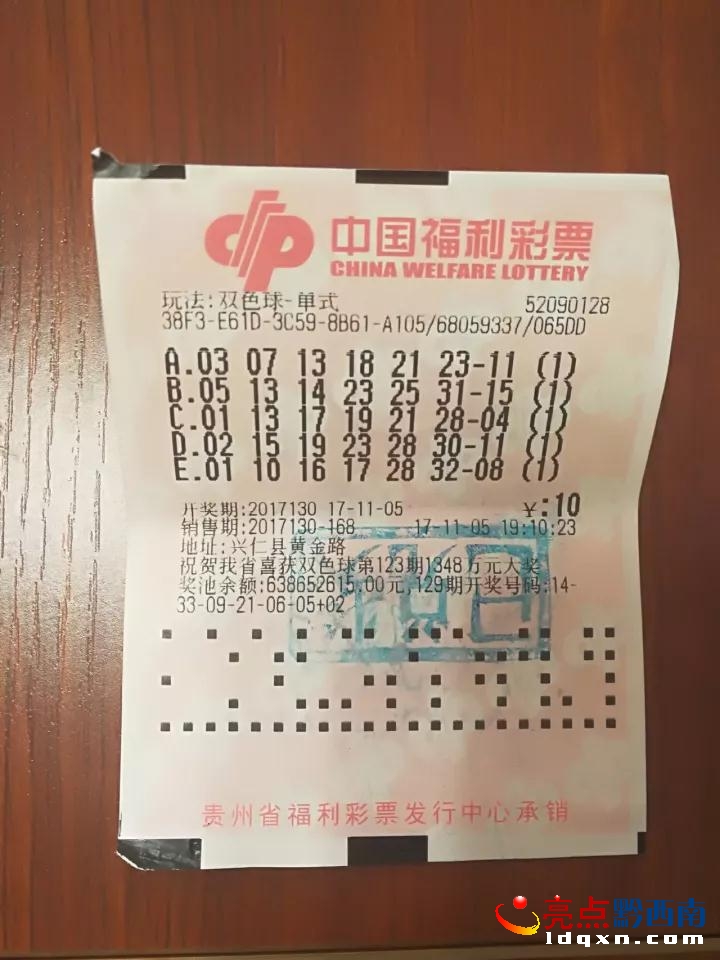 中国福利彩票
CHINA WELFARE LOTTERY
玩法:双色球-单式 52090128
38F3-E61D-3C59-8B61-A105/68059337/065DD
A.03 07 13 18 21 23-11 (1)
B.05 13 14 23 25 31-15 (1)
C.01 13 17 19 21 28-04 (1)
D.02 15 19 23 28 30-11 (1)
E.01 10 16 17 28 32-08 (1)
开奖期:2017130 17-11-05 ￥:10
销售期:2017130-168 17-11-05 19:10:23
地址:兴仁县黄金路
祝贺我省喜获双色球第123期1348万元大奖
奖池余额:638652615.00元,129期开奖号码:14-
33-09-21-06-05+02
贵州省福利彩票发行中心承销
亮点黔西南
ldqxn.com